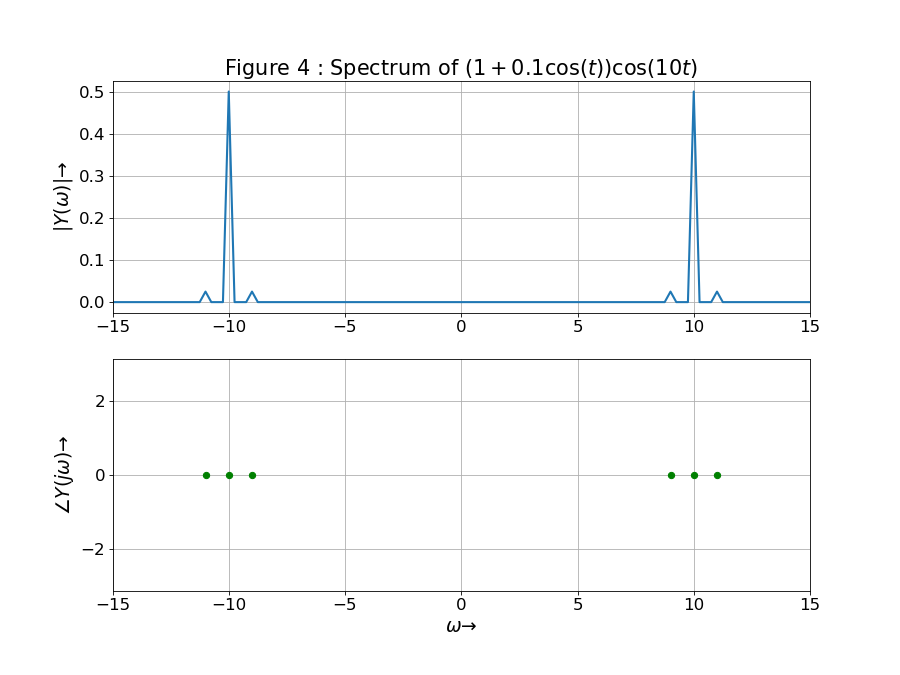 Figure 4 : Spectrum of (1 + 0.1cos(t))cos(10t)
|Y(ω)|→
0.5
0.4
0.3
0.2
0.1
0.0
−15 −10 −5 0 5 10 15
∠Y(jω)→
2
0
−2
−15 −10 −5 0 5 10 15
ω→